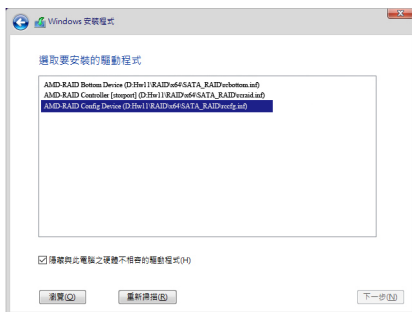 Windows 安裝程式
選取要安裝的驅動程式
AMD-RAID Bottom Device (D:\Hw11\RAID\x64\SATA_RAID\rcbottom.inf)
AMD-RAID Controller [storport] (D:\Hw11\RAID\x64\SATA_RAID\rcraid.inf)
AMD-RAID Config Device (D:\Hw11\RAID\x64\SATA_RAID\rccfg.inf)
隱藏與此電腦之硬體不相容的驅動程式(H)
瀏覽(O) 重新掃描(R) 下一步(N)